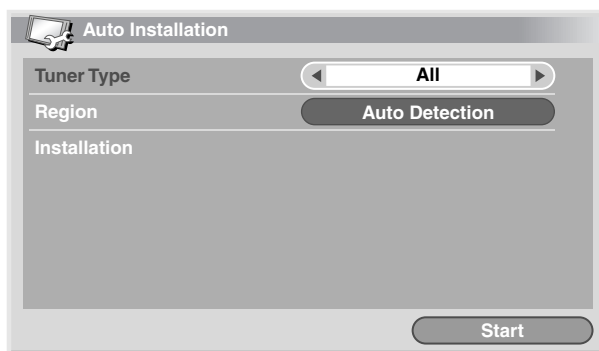 Auto Installation
Tuner Type All
Region Auto Detection
Installation
Start